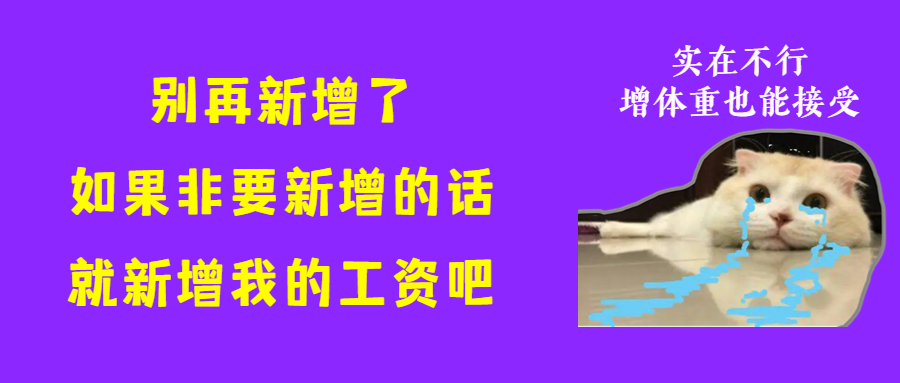 别再新增了
如果非要新增的话
就新增我的工资吧
实在不行
增体重也能接受